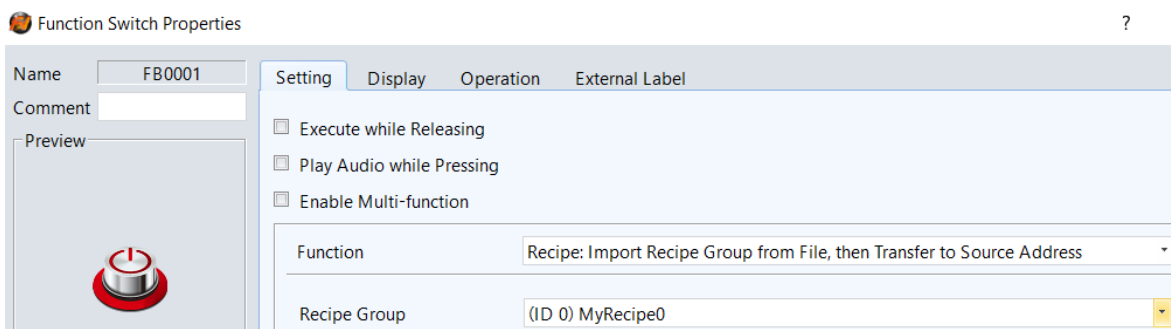 Function Switch Properties ?
Name FB0001
Comment
Preview
Setting Display Operation External Label
Execute while Releasing
Play Audio while Pressing
Enable Multi-function
Function Recipe: Import Recipe Group from File, then Transfer to Source Address
Recipe Group (ID 0) MyRecipe0